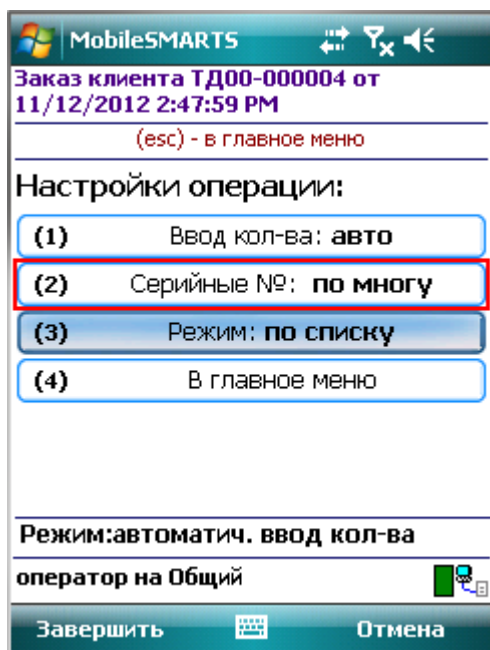 MobileSMARTS
Заказ клиента ТД00-000004 от
11/12/2012 2:47:59 PM
(esc) - в главное меню
Настройки операции:
(1) Ввод кол-ва: авто
(2) Серийные №: по многу
(3) Режим: по списку
(4) В главное меню
Режим:автоматич. ввод кол-ва
оператор на Общий
Завершить Отмена